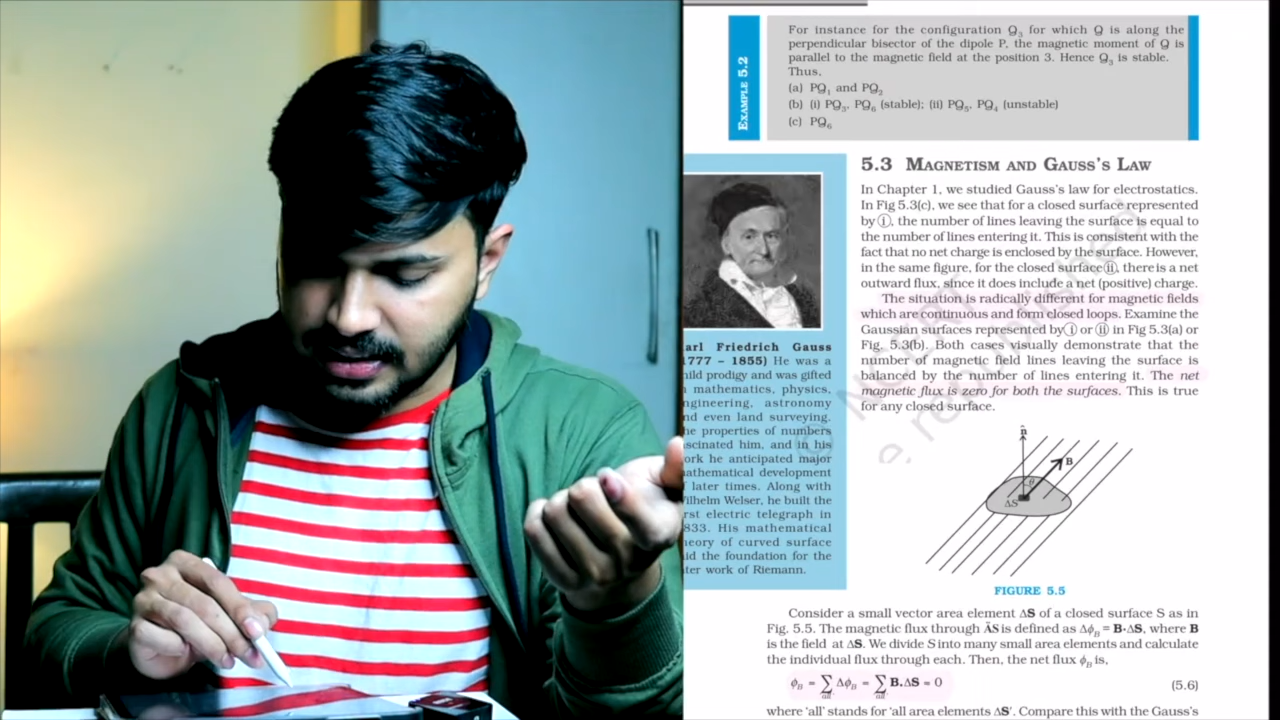 For instance for the configuration Q3 for which Q is along the
perpendicular bisector of the dipole P, the magnetic moment of Q is
parallel to the magnetic field at the position 3. Hence Q3 is stable.
Thus,
(a) PQ1 and PQ2
(b) (i) PQ3, PQ6 (stable); (ii) PQ5, PQ4 (unstable)
(c) PQ6
EXAMPLE 5.2
5.3 MAGNETISM AND GAUSS'S LAW
In Chapter 1, we studied Gauss's law for electrostatics.
In Fig 5.3(c), we see that for a closed surface represented
by ⓘ, the number of lines leaving the surface is equal to
the number of lines entering it. This is consistent with the
fact that no net charge is enclosed by the surface. However,
in the same figure, for the closed surface ⓘⓘ, there is a net
outward flux, since it does include a net (positive) charge.
The situation is radically different for magnetic fields
which are continuous and form closed loops. Examine the
Gaussian surfaces represented by ⓘ or ⓘⓘ in Fig 5.3(a) or
Fig. 5.3(b). Both cases visually demonstrate that the
number of magnetic field lines leaving the surface is
balanced by the number of lines entering it. The net
magnetic flux is zero for both the surfaces. This is true
for any closed surface.
arl Friedrich Gauss
1777 – 1855) He was a
hild prodigy and was gifted
mathematics, physics,
ngineering, astronomy
nd even land surveying.
he properties of numbers
ascinated him, and in his
ork he anticipated major
athematical development
later times. Along with
ilhelm Welser, he built the
rst electric telegraph in
833. His mathematical
heory of curved surface
id the foundation for the
ter work of Riemann.
n̂
B
θ
ΔS
FIGURE 5.5
Consider a small vector area element ΔS of a closed surface S as in
Fig. 5.5. The magnetic flux through ÄS is defined as ΔφB = B·ΔS, where B
is the field at ΔS. We divide S into many small area elements and calculate
the individual flux through each. Then, the net flux φB is,
φB = ∑all ΔφB = ∑all B.ΔS = 0 (5.6)
where 'all' stands for 'all area elements ΔS'. Compare this with the Gauss's